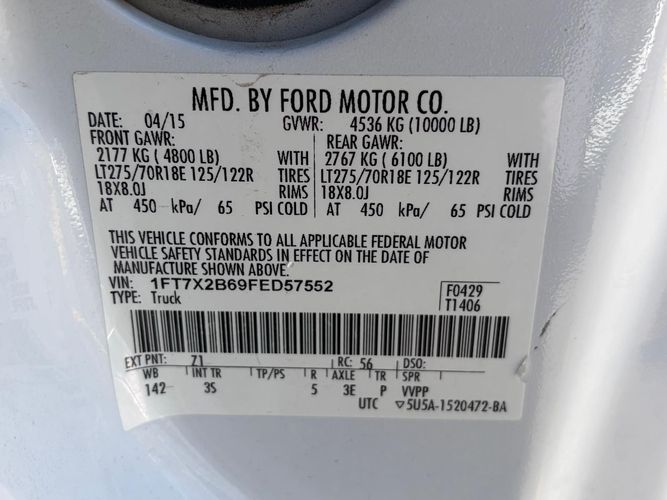 MFD. BY FORD MOTOR CO.
DATE: 04/15 GVWR: 4536 KG (10000 LB)
FRONT GAWR: REAR GAWR:
2177 KG ( 4800 LB) WITH 2767 KG ( 6100 LB) WITH
LT275/70R18E 125/122R TIRES LT275/70R18E 125/122R TIRES
18X8.0J RIMS 18X8.0J RIMS
AT 450 kPa/ 65 PSI COLD AT 450 kPa/ 65 PSI COLD
THIS VEHICLE CONFORMS TO ALL APPLICABLE FEDERAL MOTOR
VEHICLE SAFETY STANDARDS IN EFFECT ON THE DATE OF
MANUFACTURE SHOWN ABOVE.
VIN: 1FT7X2B69FED57552 F0429
TYPE: Truck T1406
EXT PNT: Z1 RC: 56 DSO:
WB INT TR TP/PS R AXLE TR SPR
142 3S 5 3E P VVPP
UTC ▽5U5A-1520472-BA